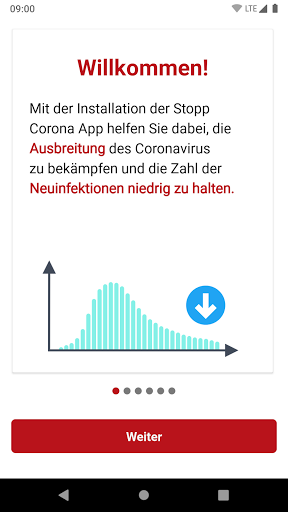 09:00
LTE
Willkommen!
Mit der Installation der Stopp
Corona App helfen Sie dabei, die
Ausbreitung des Coronavirus
zu bekämpfen und die Zahl der
Neuinfektionen niedrig zu halten.
Weiter